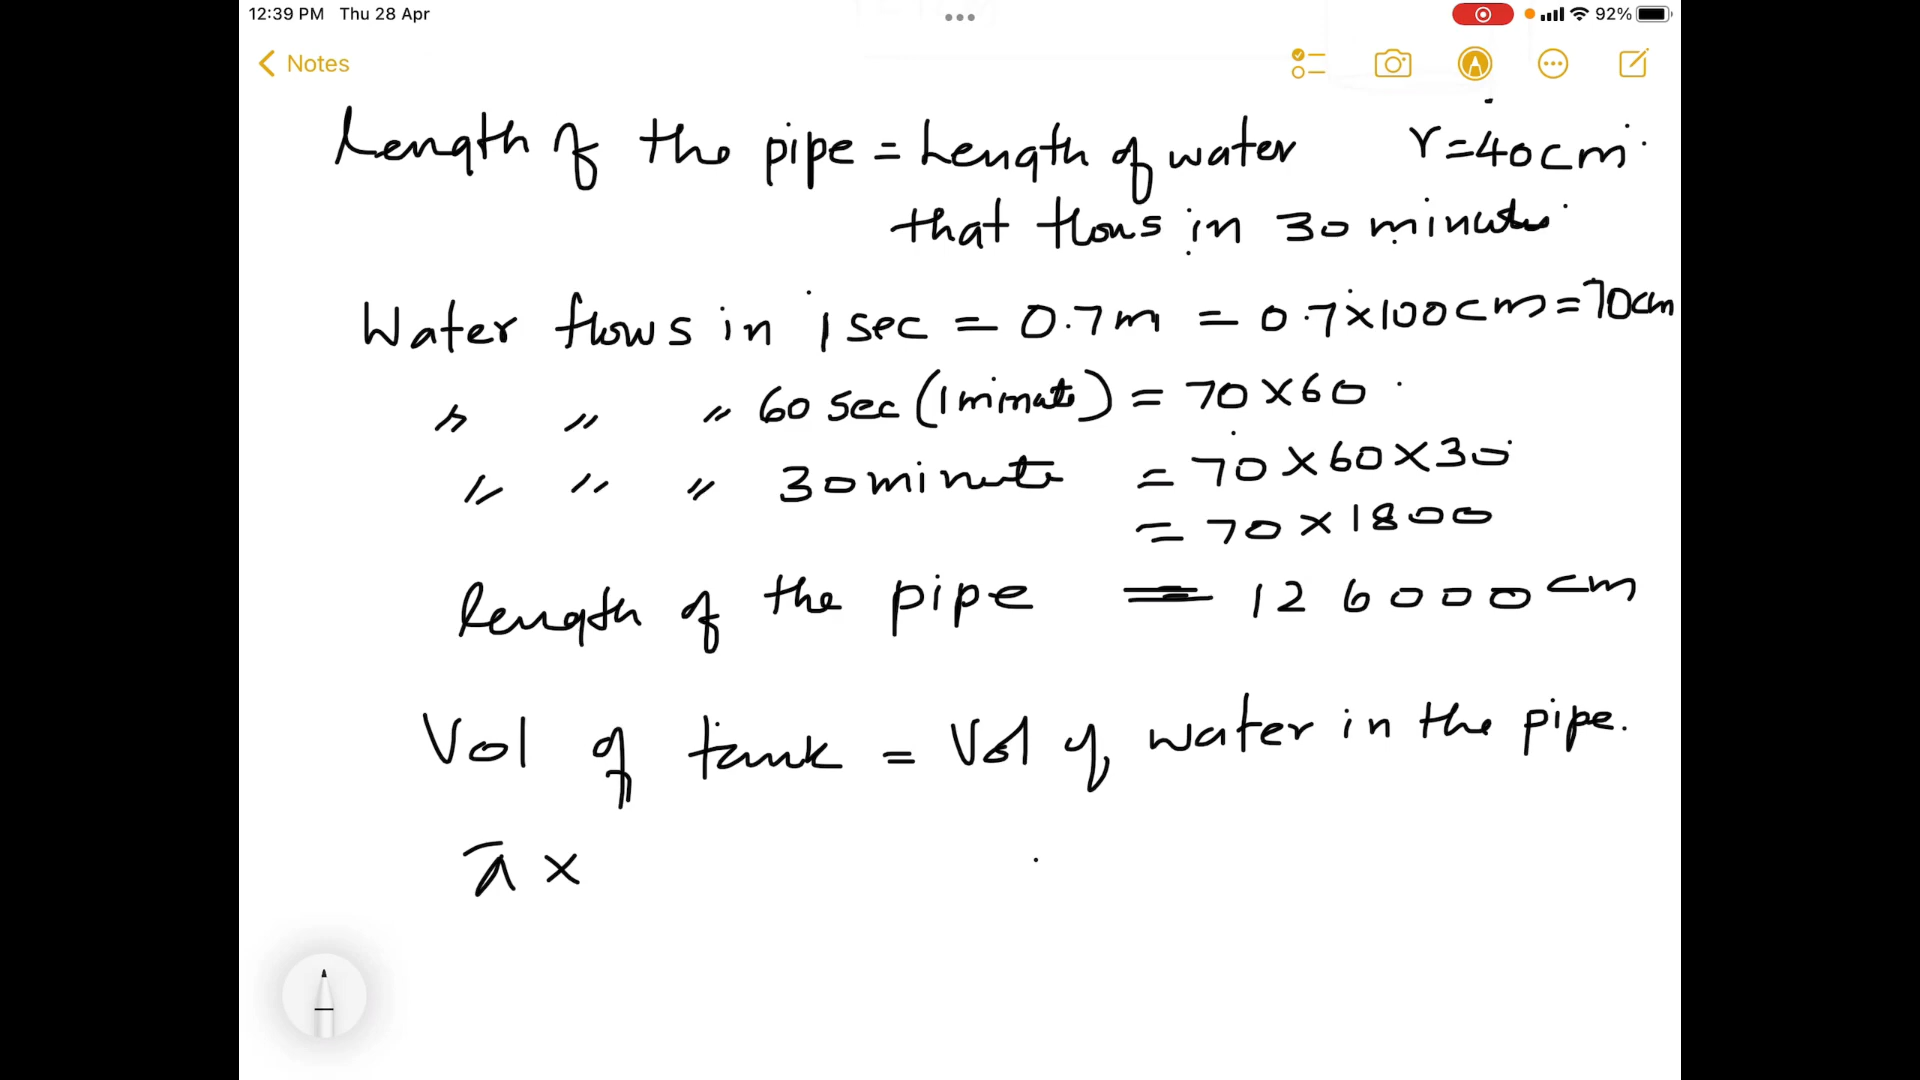 12:39 PM Thu 28 Apr
92%
Notes
Length of the pipe = Length of water r=40cm
that flows in 30 minutes
Water flows in 1 sec = 0.7m = 0.7×100cm=70cm
〃 〃 〃 60 sec (1 minute) = 70×60
〃 〃 〃 30 minute = 70×60×30
= 70×1800
length of the pipe = 126000cm
Vol of tank = Vol of water in the pipe.
π ×